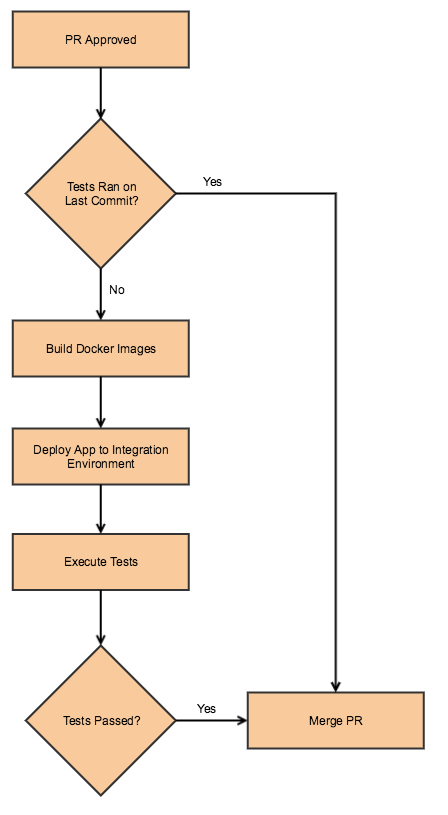 PR Approved
Tests Ran on
Last Commit?
Yes
No
Build Docker Images
Deploy App to Integration
Environment
Execute Tests
Tests Passed?
Yes
Merge PR